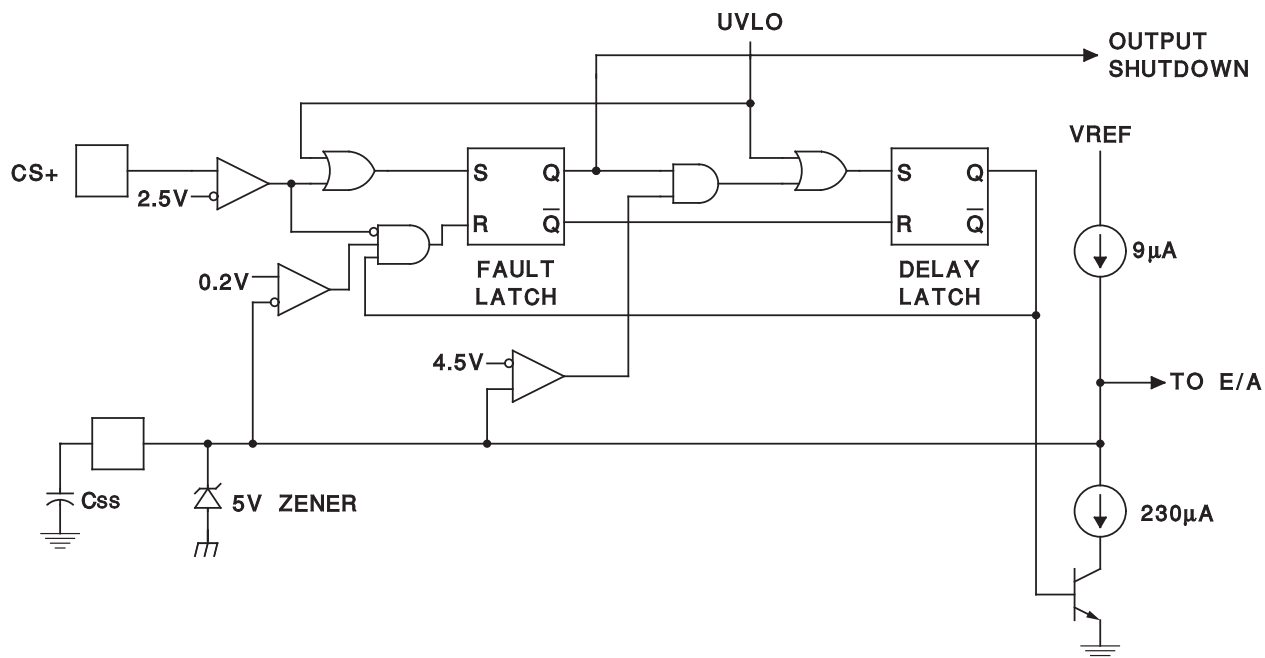 UVLO
OUTPUT
SHUTDOWN
VREF
CS+
2.5V
S
Q
R
Q̅
S
Q
R
Q̅
9µA
0.2V
FAULT
LATCH
DELAY
LATCH
4.5V
TO E/A
Css
5V ZENER
230µA